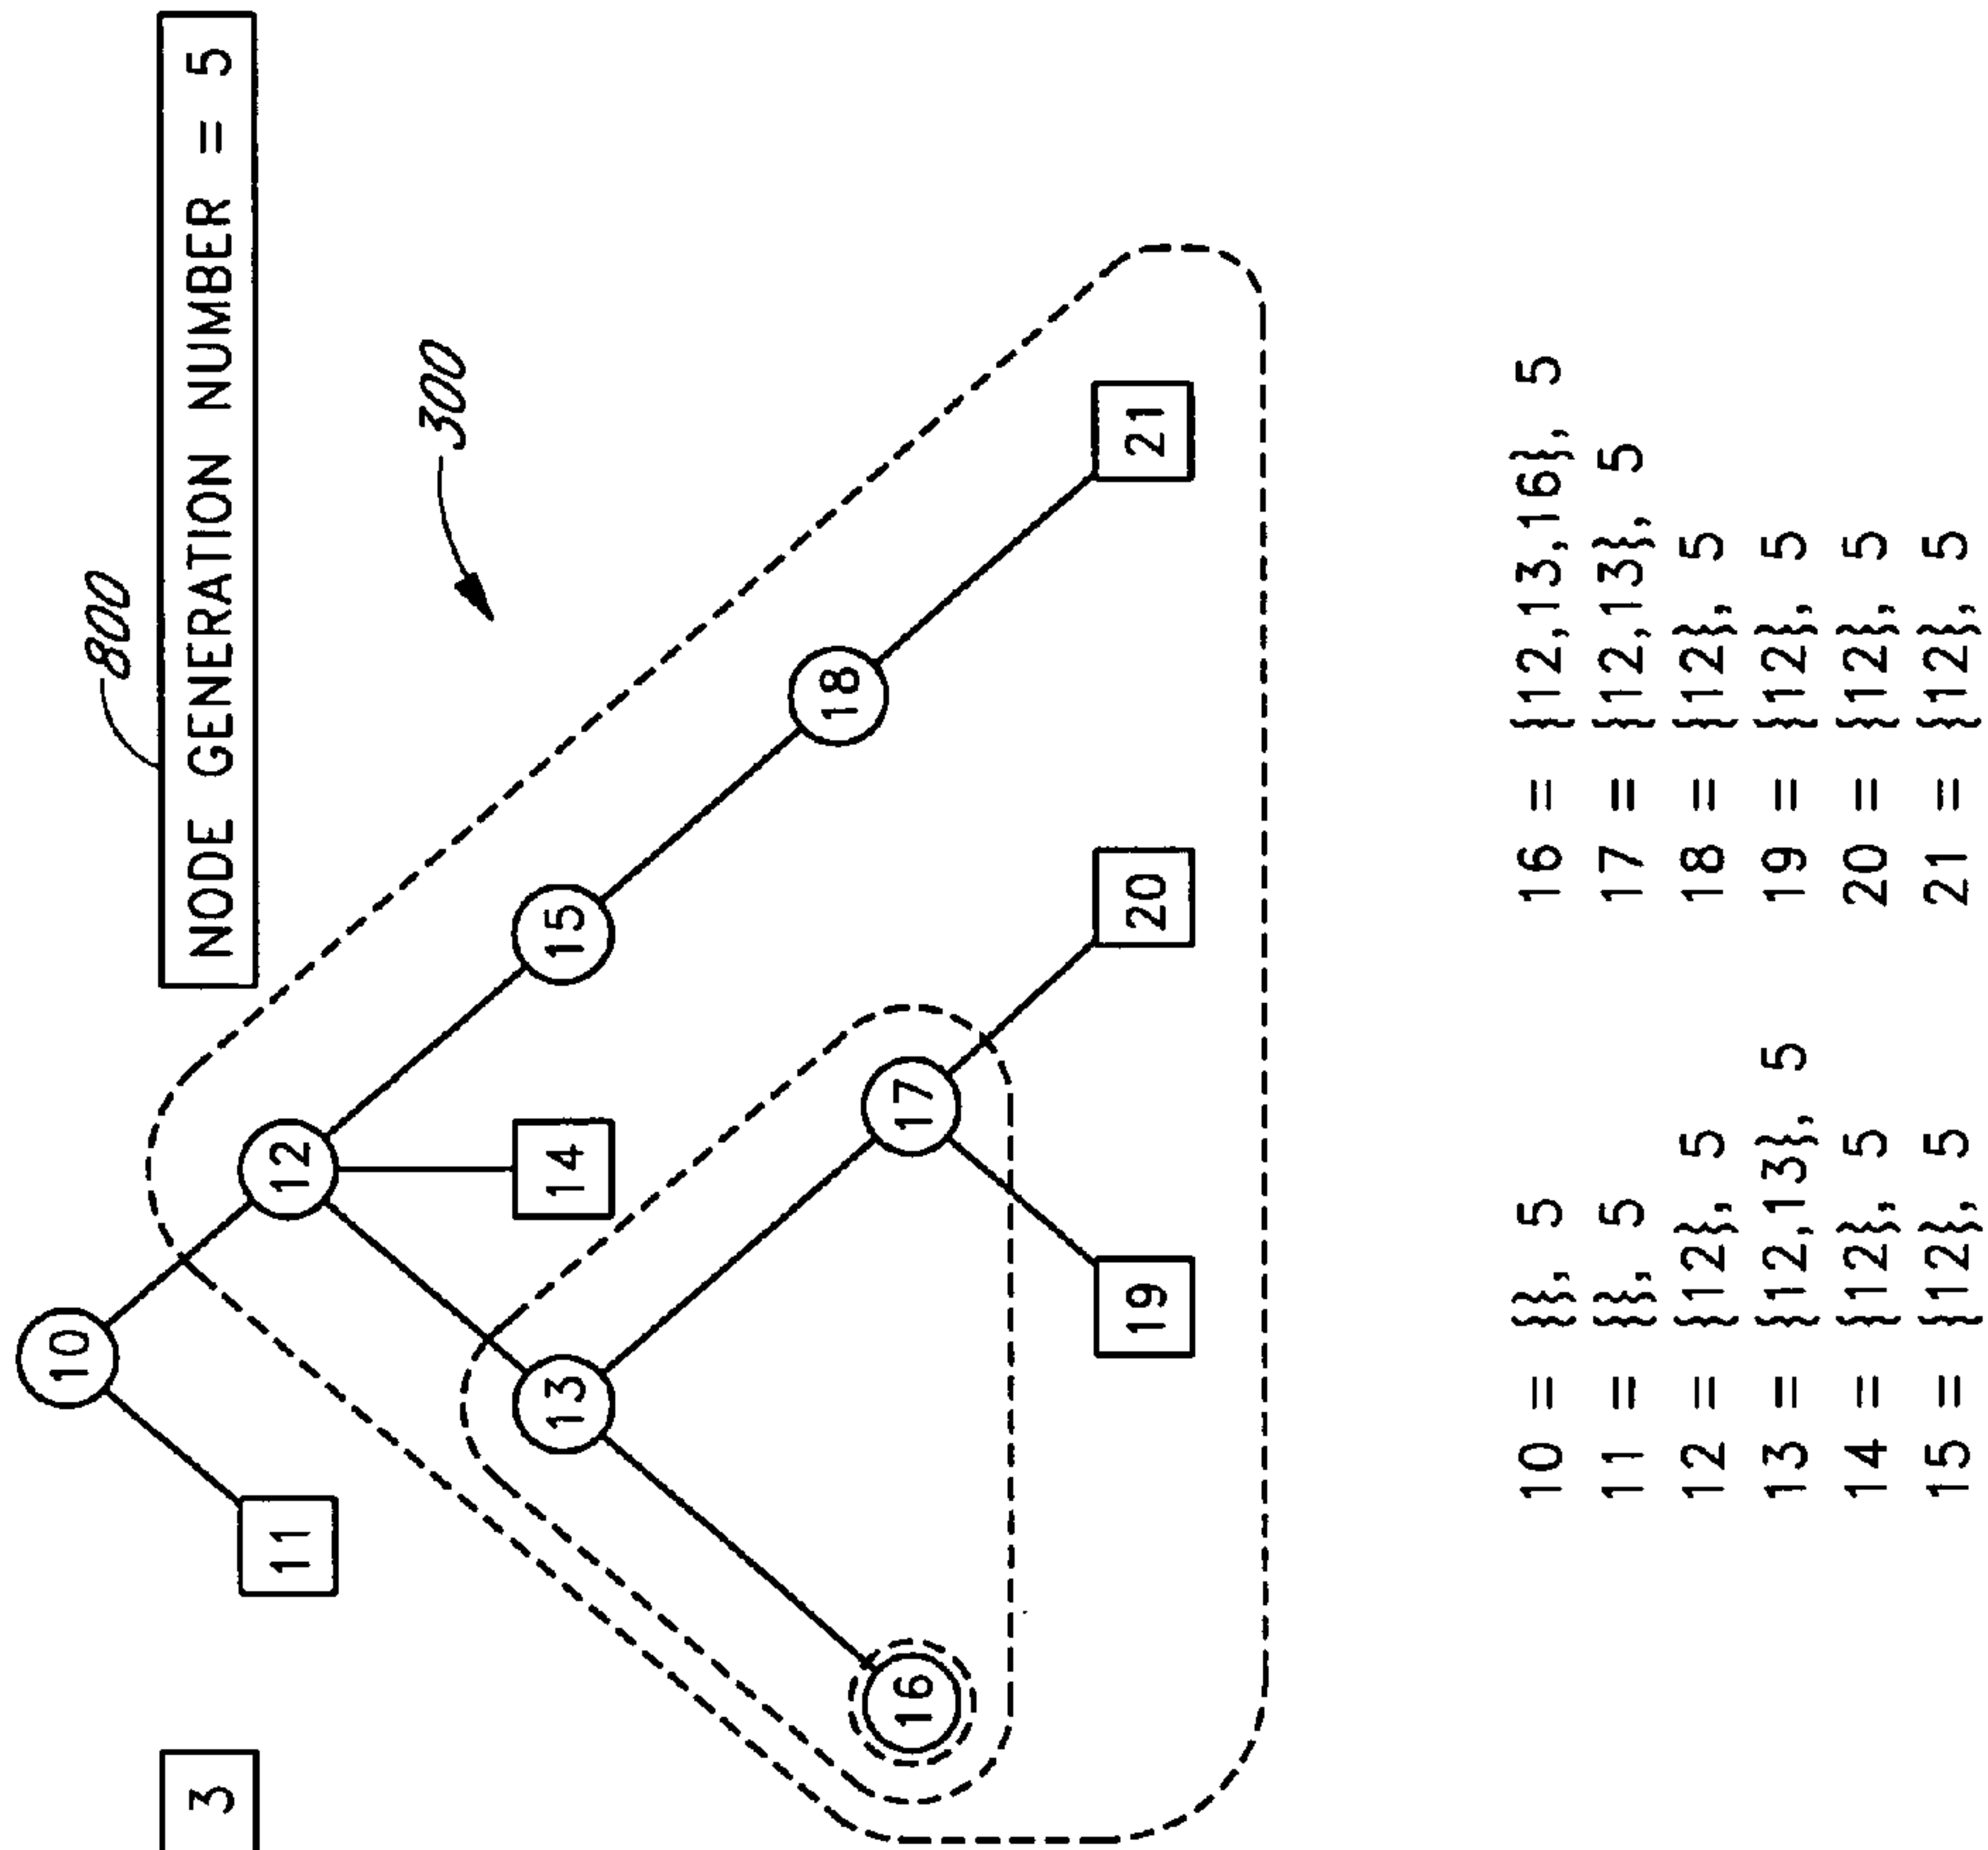 800
NODE GENERATION NUMBER = 5
3
300
10
11
12
13
14
15
16
17
18
19
20
21
10 = {}, 5
11 = {}, 5
12 = {12}, 5
13 = {12,13}, 5
14 = {12}, 5
15 = {12}, 5
16 = {12,13,16}, 5
17 = {12,13}, 5
18 = {12}, 5
19 = {12}, 5
20 = {12}, 5
21 = {12}, 5